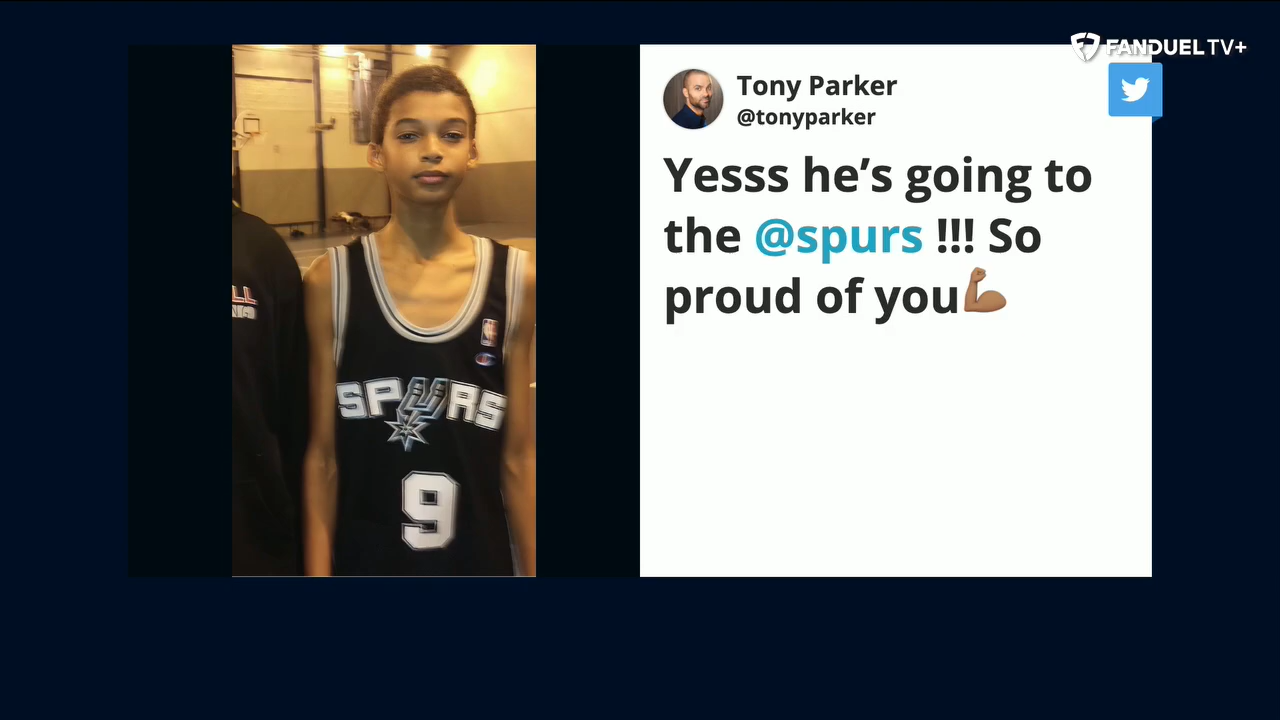 FANDUEL TV+
Tony Parker
@tonyparker
Yesss he's going to
the @spurs !!! So
proud of you💪🏽
SPURS
9